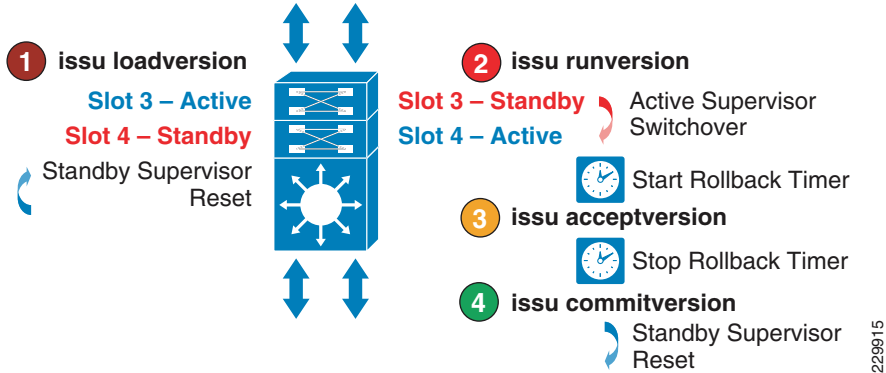 1 issu loadversion
Slot 3 – Active
Slot 4 – Standby
Standby Supervisor
Reset
2 issu runversion
Slot 3 – Standby
Slot 4 – Active
Active Supervisor
Switchover
Start Rollback Timer
3 issu acceptversion
Stop Rollback Timer
4 issu commitversion
Standby Supervisor
Reset
229915